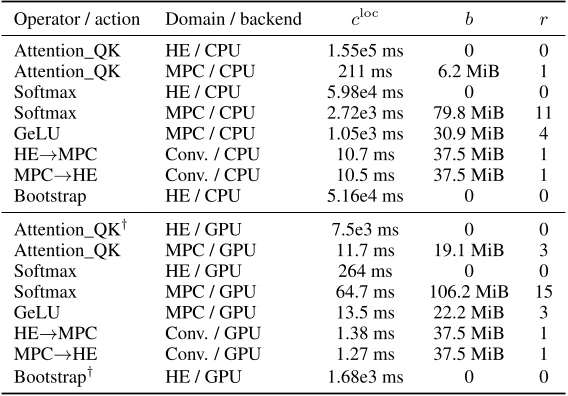 Operator / action Domain / backend c^loc b r
Attention_QK HE / CPU 1.55e5 ms 0 0
Attention_QK MPC / CPU 211 ms 6.2 MiB 1
Softmax HE / CPU 5.98e4 ms 0 0
Softmax MPC / CPU 2.72e3 ms 79.8 MiB 11
GeLU MPC / CPU 1.05e3 ms 30.9 MiB 4
HE→MPC Conv. / CPU 10.7 ms 37.5 MiB 1
MPC→HE Conv. / CPU 10.5 ms 37.5 MiB 1
Bootstrap HE / CPU 5.16e4 ms 0 0
Attention_QK† HE / GPU 7.5e3 ms 0 0
Attention_QK MPC / GPU 11.7 ms 19.1 MiB 3
Softmax HE / GPU 264 ms 0 0
Softmax MPC / GPU 64.7 ms 106.2 MiB 15
GeLU MPC / GPU 13.5 ms 22.2 MiB 3
HE→MPC Conv. / GPU 1.38 ms 37.5 MiB 1
MPC→HE Conv. / GPU 1.27 ms 37.5 MiB 1
Bootstrap† HE / GPU 1.68e3 ms 0 0